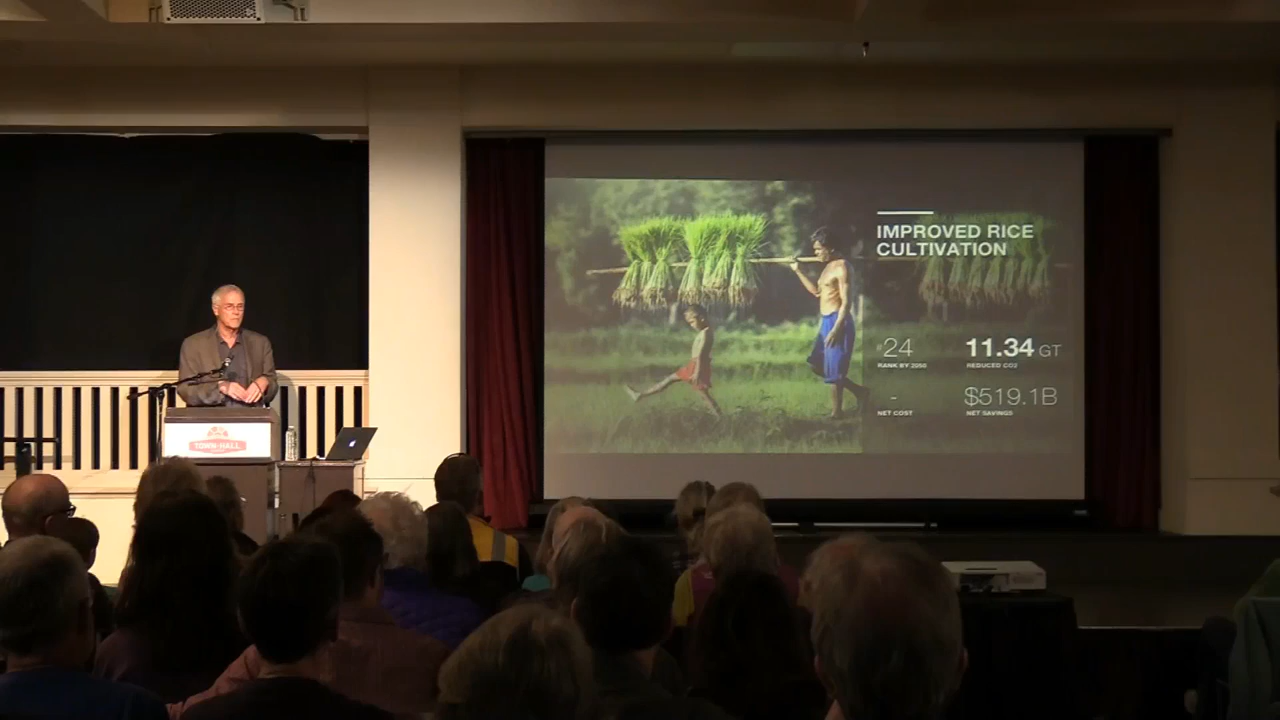 IMPROVED RICE
CULTIVATION
#24
RANK BY 2050
11.34 GT
REDUCED CO2
-
NET COST
$519.1B
NET SAVINGS
TOWN HALL